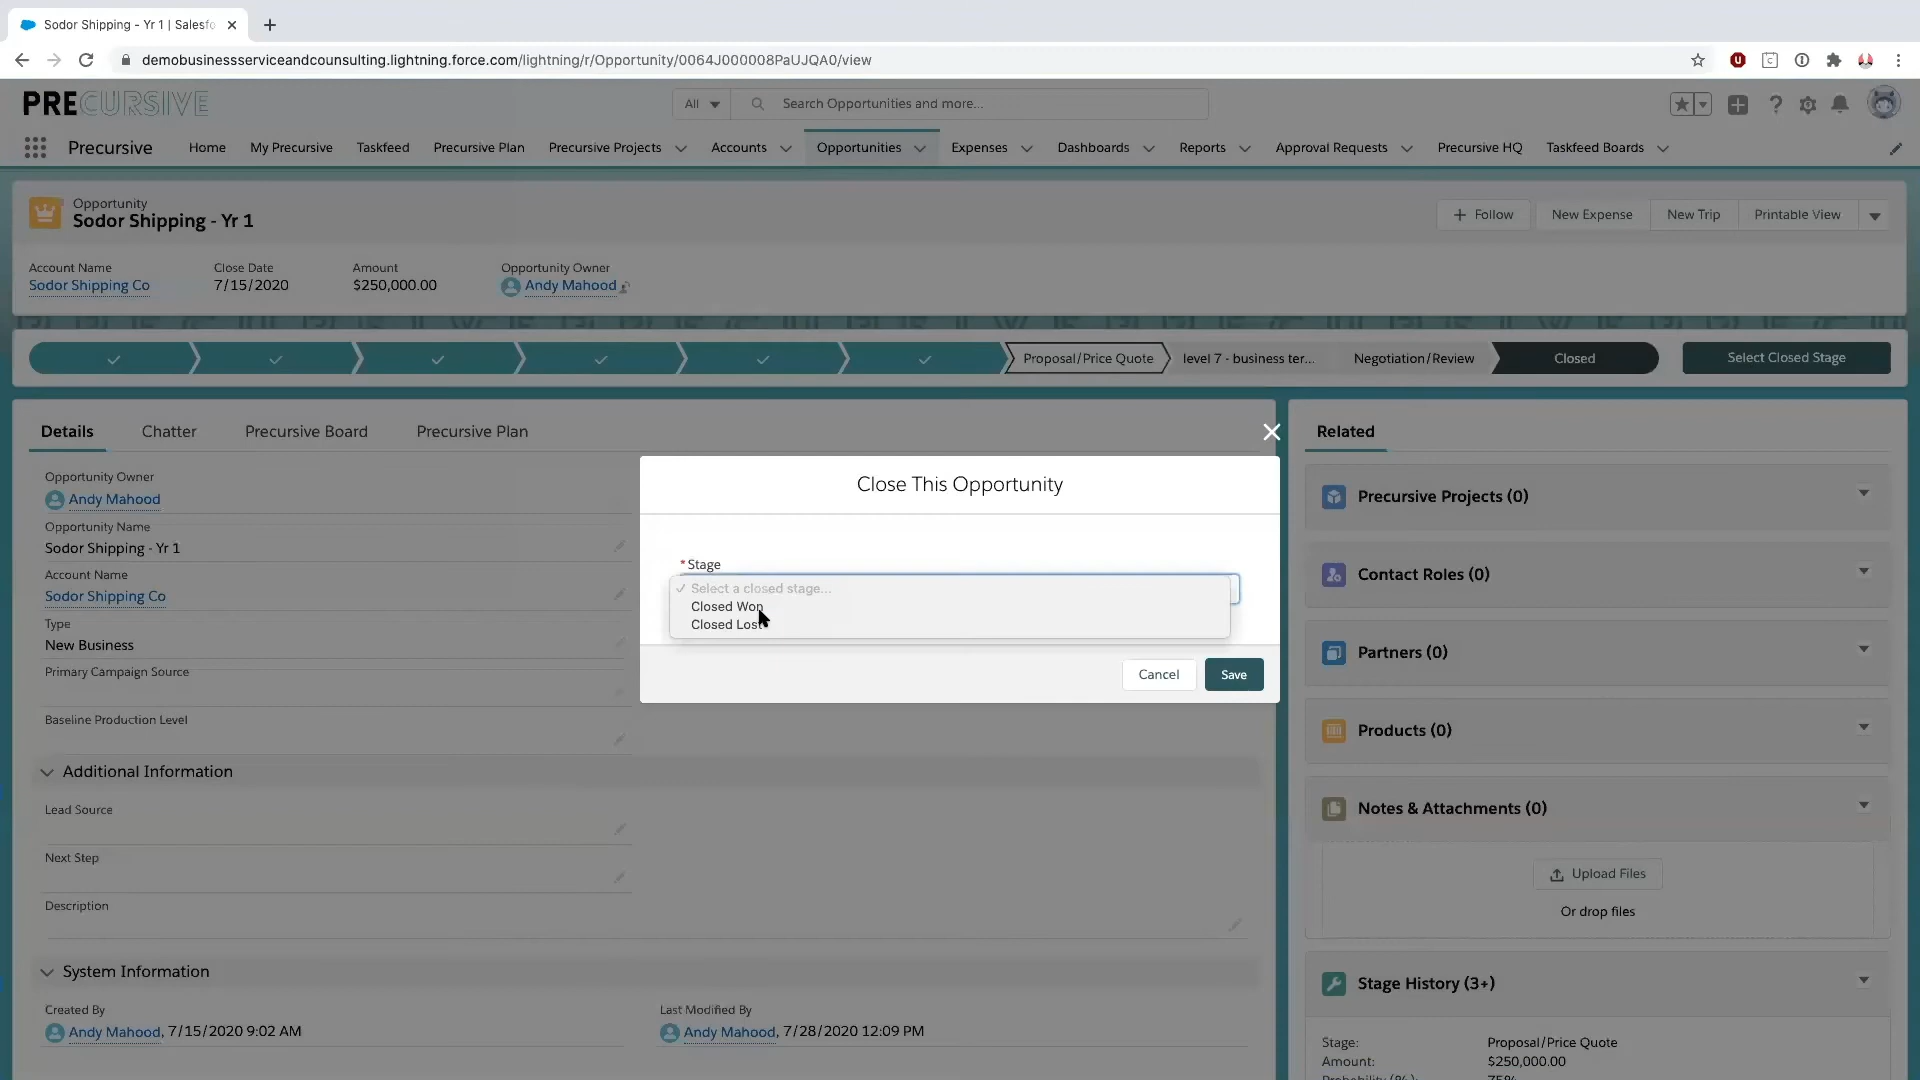 Sodor Shipping - Yr 1 | Salesfo
demobusinessserviceandcounsulting.lightning.force.com/lightning/r/Opportunity/0064J000008PaUJQA0/view
PRECURSIVE
All
Search Opportunities and more...
Precursive
Home
My Precursive
Taskfeed
Precursive Plan
Precursive Projects
Accounts
Opportunities
Expenses
Dashboards
Reports
Approval Requests
Precursive HQ
Taskfeed Boards
Opportunity
Sodor Shipping - Yr 1
+ Follow
New Expense
New Trip
Printable View
Account Name
Sodor Shipping Co
Close Date
7/15/2020
Amount
$250,000.00
Opportunity Owner
Andy Mahood
Proposal/Price Quote
level 7 - business ter...
Negotiation/Review
Closed
Select Closed Stage
Details
Chatter
Precursive Board
Precursive Plan
Opportunity Owner
Andy Mahood
Opportunity Name
Sodor Shipping - Yr 1
Account Name
Sodor Shipping Co
Type
New Business
Primary Campaign Source
Baseline Production Level
Additional Information
Lead Source
Next Step
Description
System Information
Created By
Andy Mahood, 7/15/2020 9:02 AM
Last Modified By
Andy Mahood, 7/28/2020 12:09 PM
Close This Opportunity
*Stage
Select a closed stage...
Closed Won
Closed Lost
Cancel
Save
Related
Precursive Projects (0)
Contact Roles (0)
Partners (0)
Products (0)
Notes & Attachments (0)
Upload Files
Or drop files
Stage History (3+)
Stage:
Proposal/Price Quote
Amount:
$250,000.00
Probability (%):
75%